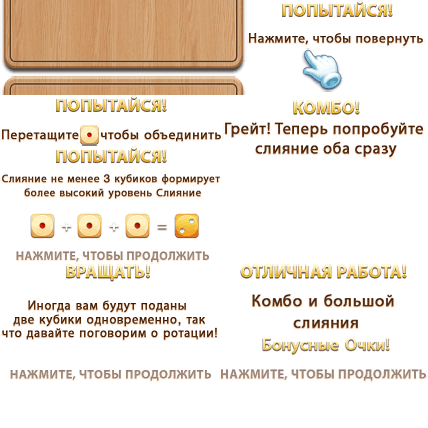 ПОПЫТАЙСЯ!
Нажмите, чтобы повернуть
ПОПЫТАЙСЯ!
Перетащите чтобы объединить
КОМБО!
Грейт! Теперь попробуйте
слияние оба сразу
ПОПЫТАЙСЯ!
Слияние не менее 3 кубиков формирует
более высокий уровень Слияние
+ + =
НАЖМИТЕ, ЧТОБЫ ПРОДОЛЖИТЬ
ВРАЩАТЬ!
Иногда вам будут поданы
две кубики одновременно, так
что давайте поговорим о ротации!
НАЖМИТЕ, ЧТОБЫ ПРОДОЛЖИТЬ
ОТЛИЧНАЯ РАБОТА!
Комбо и большой
слияния
Бонусные Очки!
НАЖМИТЕ, ЧТОБЫ ПРОДОЛЖИТЬ